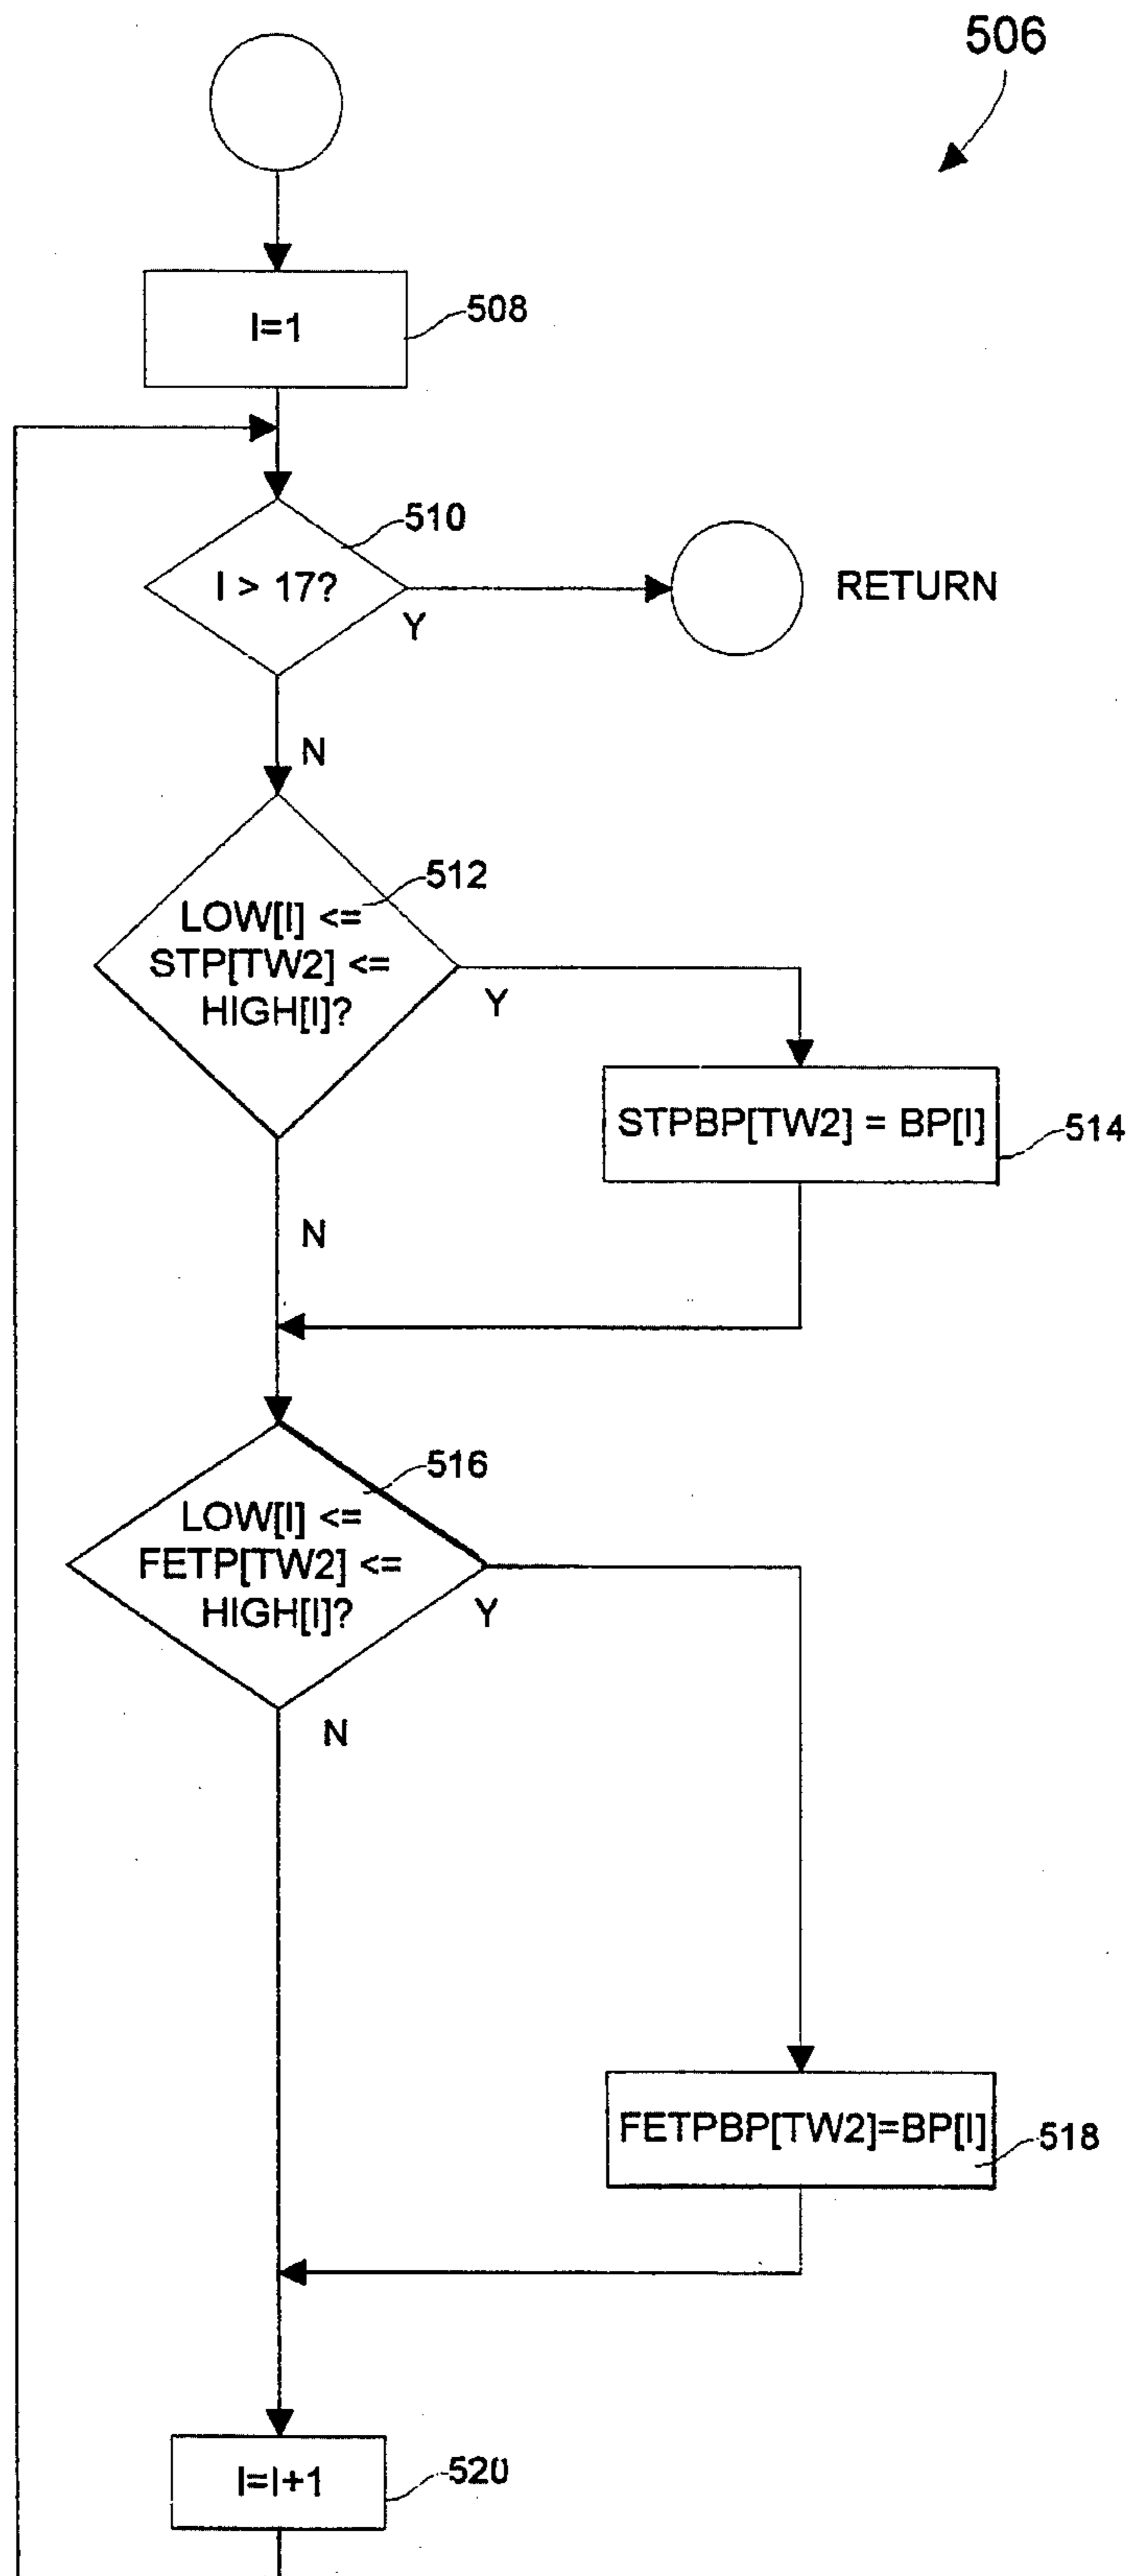 506
I=1
508
510
I > 17?
RETURN
Y
N
512
LOW[I] <=
STP[TW2] <=
HIGH[I]?
Y
STPBP[TW2] = BP[I]
514
N
516
LOW[I] <=
FETP[TW2] <=
HIGH[I]?
Y
N
FETPBP[TW2]=BP[I]
518
I=I+1
520